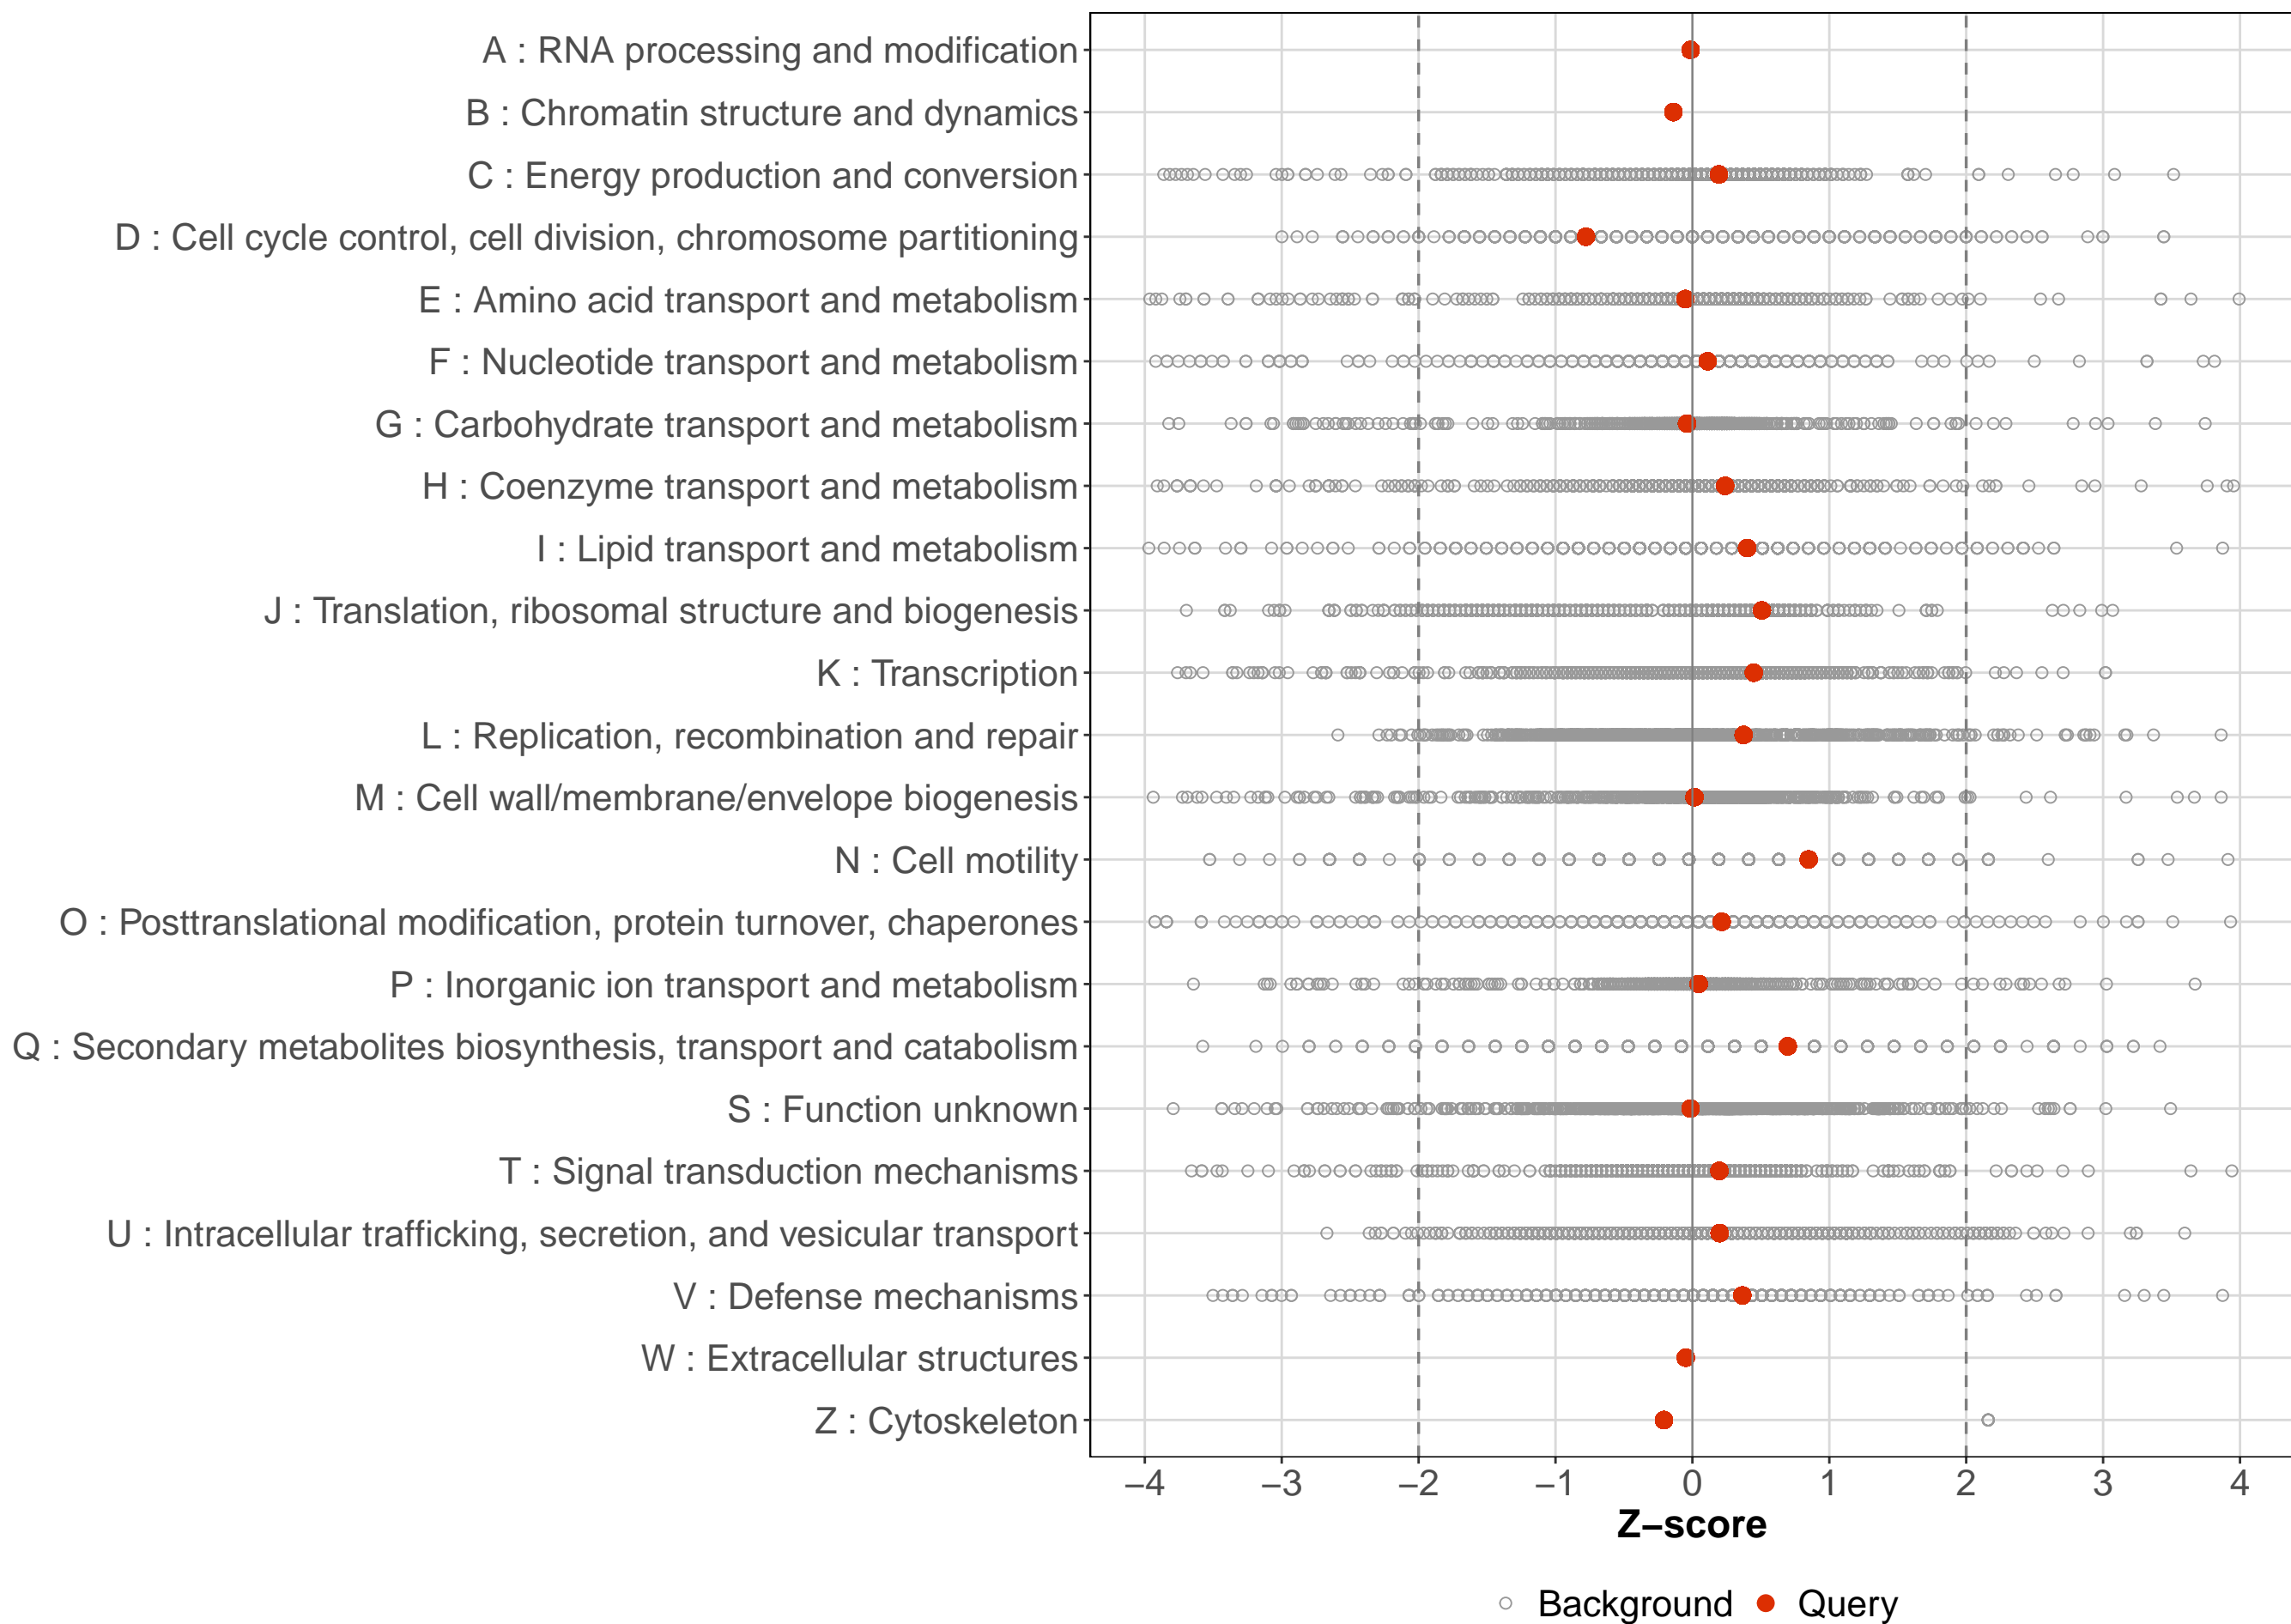 A : RNA processing and modification
B : Chromatin structure and dynamics
C : Energy production and conversion
D : Cell cycle control, cell division, chromosome partitioning
E : Amino acid transport and metabolism
F : Nucleotide transport and metabolism
G : Carbohydrate transport and metabolism
H : Coenzyme transport and metabolism
I : Lipid transport and metabolism
J : Translation, ribosomal structure and biogenesis
K : Transcription
L : Replication, recombination and repair
M : Cell wall/membrane/envelope biogenesis
N : Cell motility
O : Posttranslational modification, protein turnover, chaperones
P : Inorganic ion transport and metabolism
Q : Secondary metabolites biosynthesis, transport and catabolism
S : Function unknown
T : Signal transduction mechanisms
U : Intracellular trafficking, secretion, and vesicular transport
V : Defense mechanisms
W : Extracellular structures
Z : Cytoskeleton
−4 −3 −2 −1 0 1 2 3 4
Z−score
Background Query